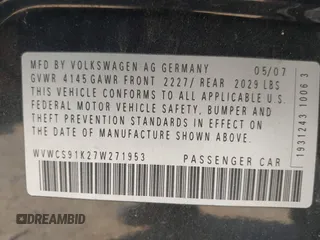 MFD BY VOLKSWAGEN AG GERMANY 05/07
GVWR 4145 GAWR FRONT 2227/ REAR 2029 LBS
THIS VEHICLE CONFORMS TO ALL APPLICABLE U.S.
FEDERAL MOTOR VEHICLE SAFETY, BUMPER, AND
THEFT PREVENTION STANDARDS IN EFFECT ON THE
DATE OF MANUFACTURE SHOWN ABOVE.
WVWCS91K27W271953 PASSENGER CAR
1931243 1006 3